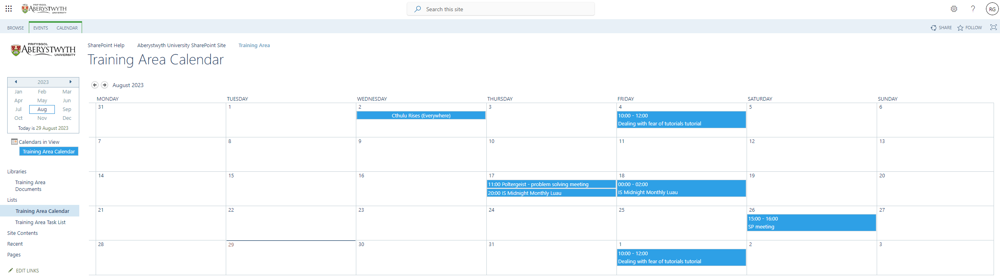 1872
PRIFYSGOL
ABERYSTWYTH
UNIVERSITY
Search this site
?
RG
BROWSE
EVENTS
CALENDAR
SHARE
FOLLOW
PRIFYSGOL
ABERYSTWYTH
UNIVERSITY
SharePoint Help
Aberystwyth University SharePoint Site
Training Area
Training Area Calendar
2023
Jan Feb Mar
Apr May Jun
Jul Aug Sep
Oct Nov Dec
Today is 29 August 2023
Calendars in View
Training Area Calendar
Libraries
Training Area
Documents
Lists
Training Area Calendar
Training Area Task List
Site Contents
Recent
Pages
EDIT LINKS
August 2023
MONDAY TUESDAY WEDNESDAY THURSDAY FRIDAY SATURDAY SUNDAY
31 1 2 3 4 5 6
Cthulu Rises (Everywhere)
10:00 - 12:00
Dealing with fear of tutorials tutorial
7 8 9 10 11 12 13
14 15 16 17 18 19 20
11:00 Poltergeist - problem solving meeting
20:00 IS Midnight Monthly Luau
00:00 - 02:00
IS Midnight Monthly Luau
21 22 23 24 25 26 27
15:00 - 16:00
SP meeting
28 29 30 31 1 2 3
10:00 - 12:00
Dealing with fear of tutorials tutorial